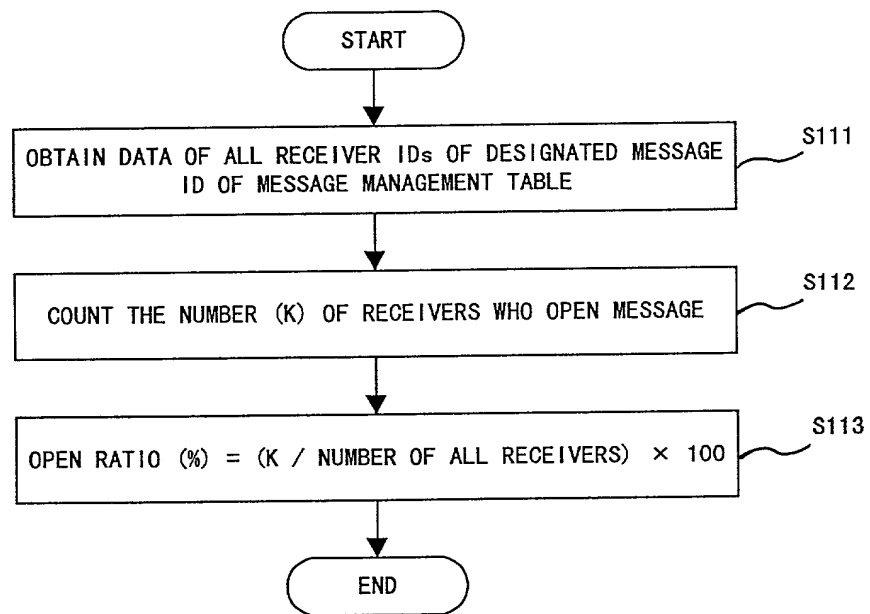 START
OBTAIN DATA OF ALL RECEIVER IDs OF DESIGNATED MESSAGE
ID OF MESSAGE MANAGEMENT TABLE
S111
COUNT THE NUMBER (K) OF RECEIVERS WHO OPEN MESSAGE
S112
OPEN RATIO (%) = (K / NUMBER OF ALL RECEIVERS) × 100
S113
END